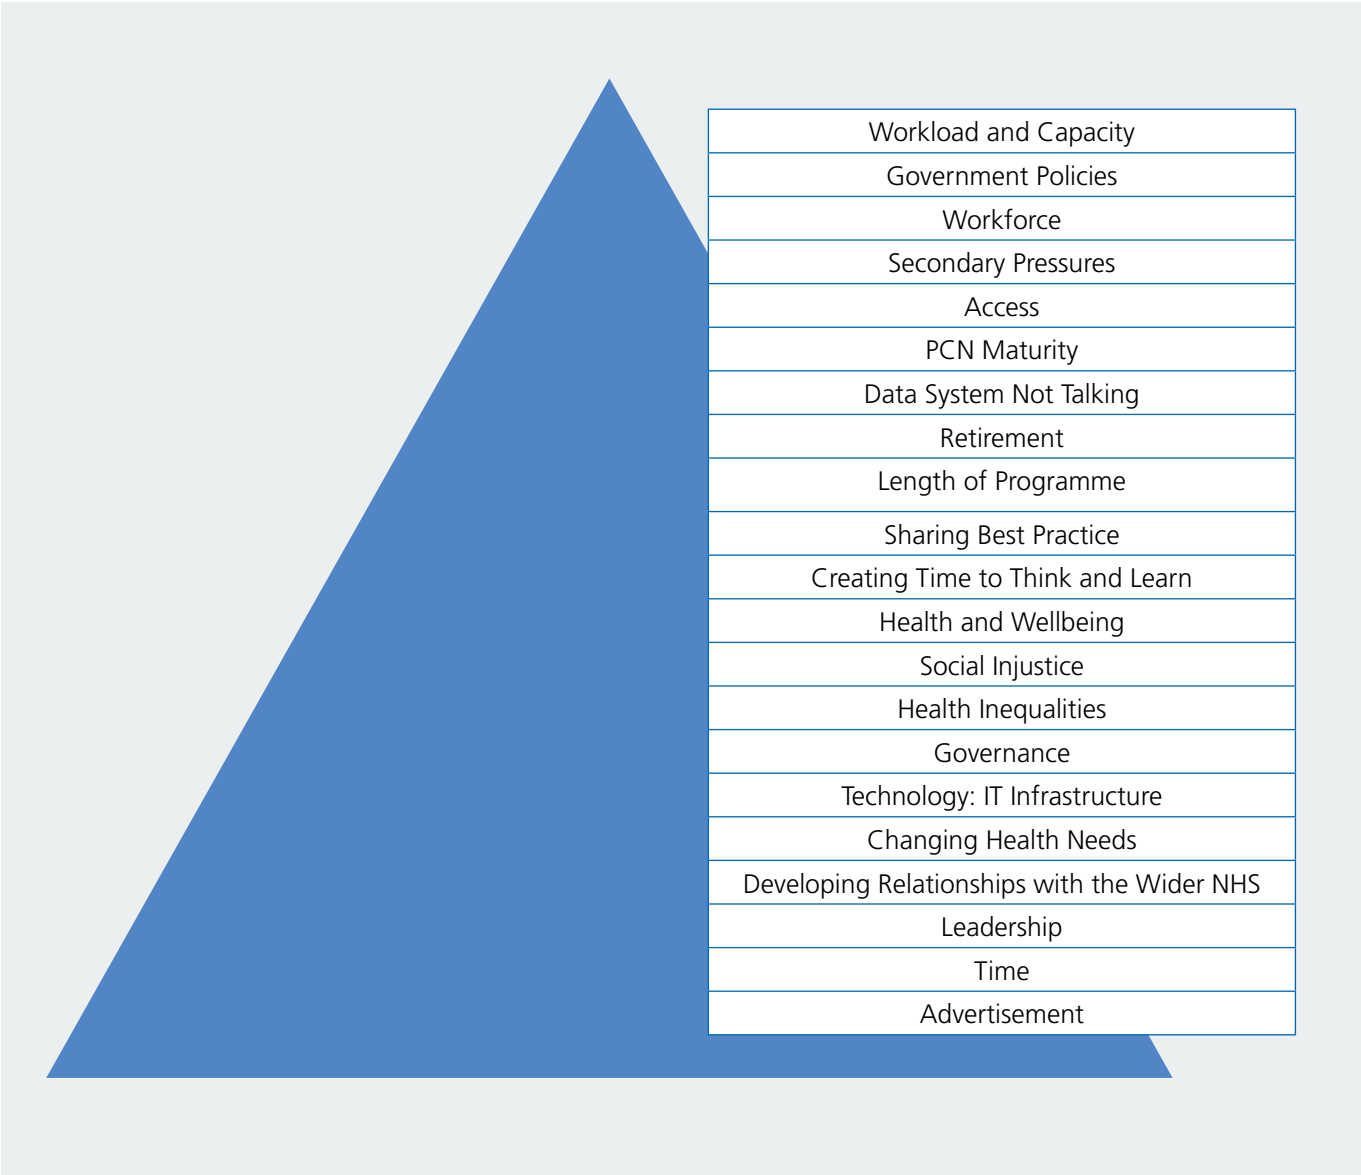 Workload and Capacity
Government Policies
Workforce
Secondary Pressures
Access
PCN Maturity
Data System Not Talking
Retirement
Length of Programme
Sharing Best Practice
Creating Time to Think and Learn
Health and Wellbeing
Social Injustice
Health Inequalities
Governance
Technology: IT Infrastructure
Changing Health Needs
Developing Relationships with the Wider NHS
Leadership
Time
Advertisement